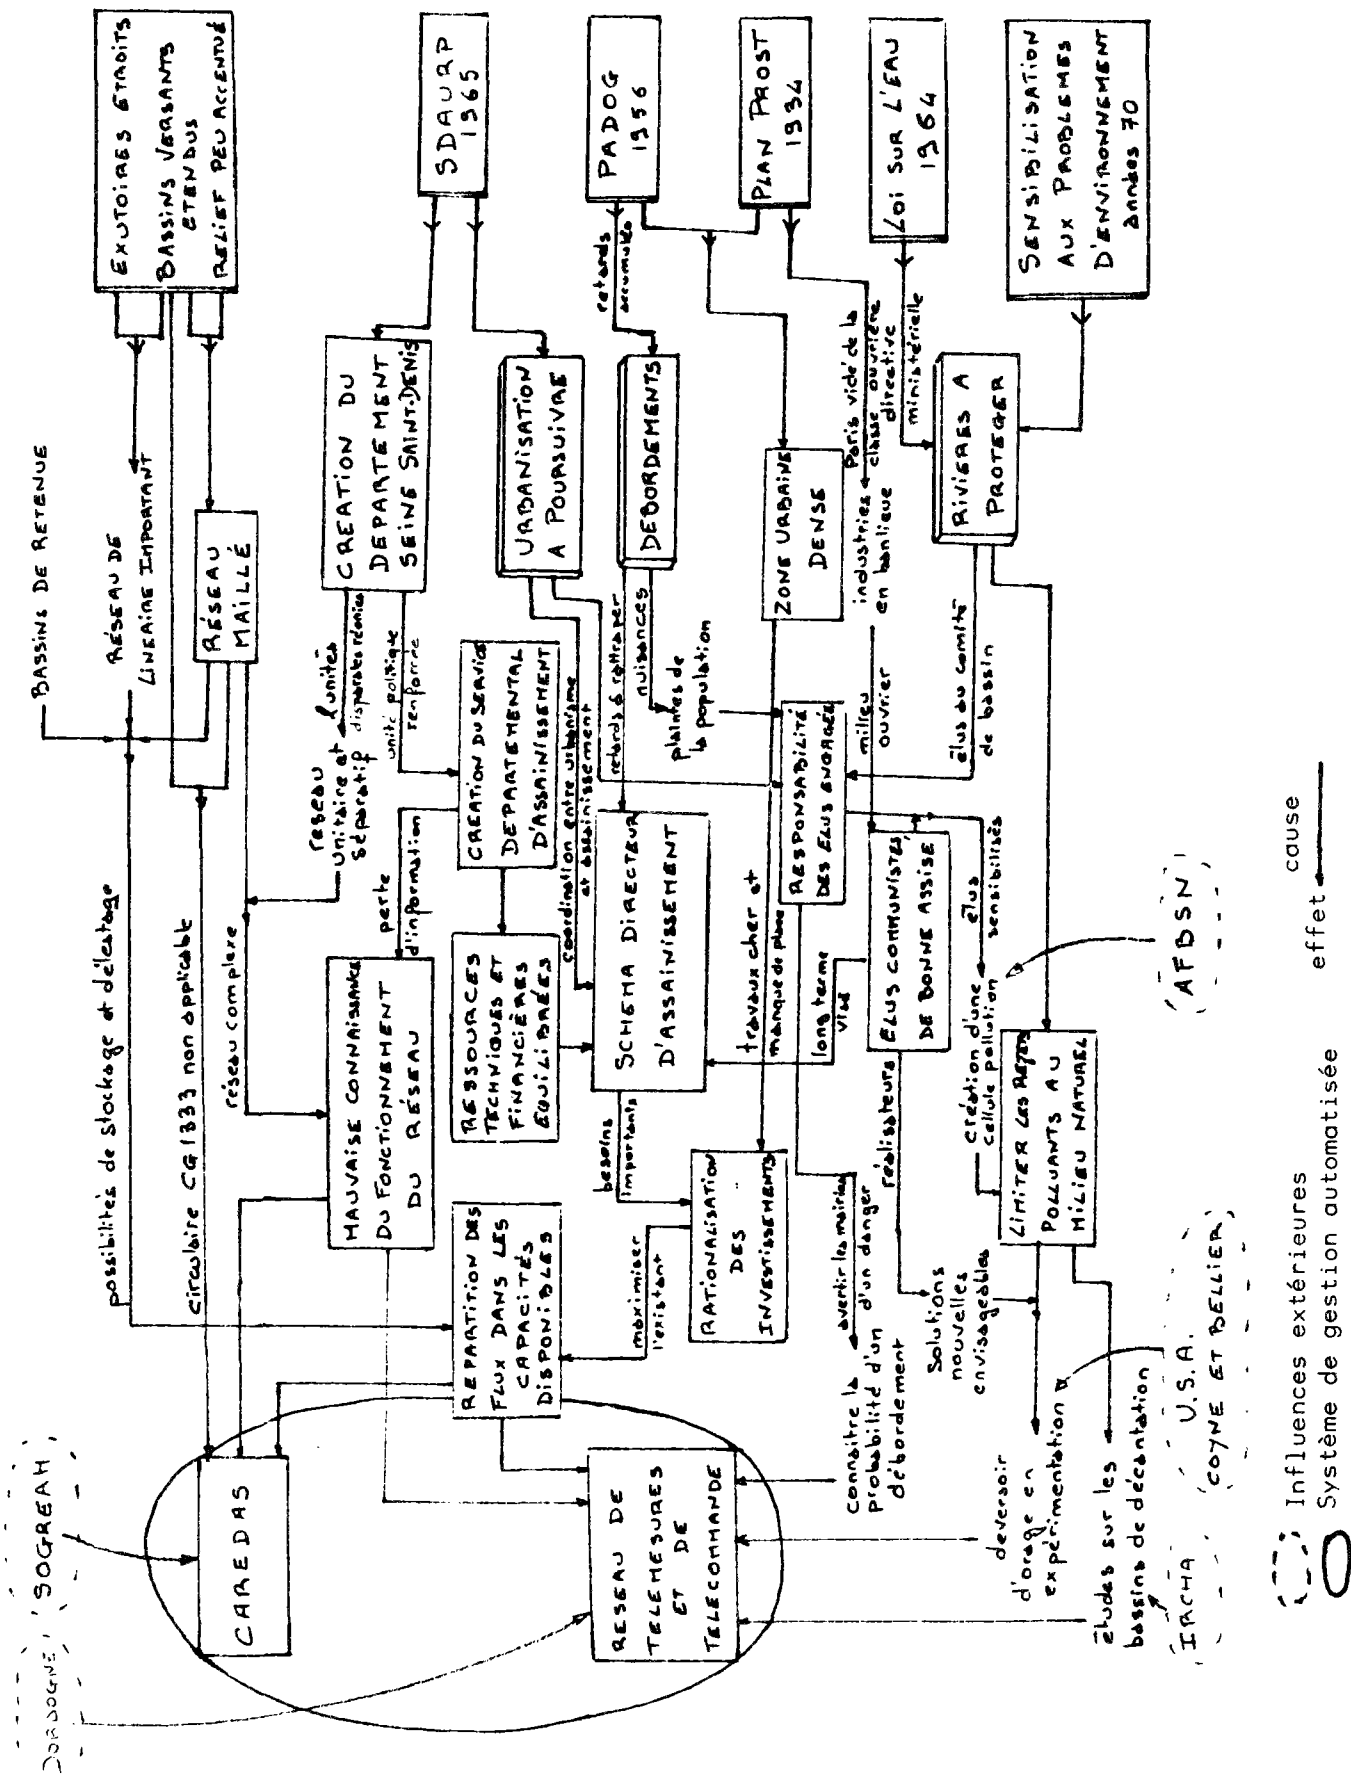 EXUTOIRES ETROITS
BASSINS VERSANTS
ETENDUS
RELIEF PEU ACCENTUÉ
SDAURP
1965
PADOG
1956
PLAN PROST
1934
LOI SUR L'EAU
1964
SENSIBILISATION
AUX PROBLEMES
D'ENVIRONNEMENT
années 70
BASSINS DE RETENUE
RÉSEAU DE
LINEAIRE IMPORTANT
RÉSEAU
MAILLÉ
CREATION DU
DEPARTEMENT
SEINE SAINT-DENIS
URBANISATION
A POURSUIVRE
retards
accumulés
DEBORDEMENTS
ZONE URBAINE
DENSE
Paris vidé de la
classe ouvrière
directive
ministérielle
industries
en banlieue
RIVIERES A
PROTEGER
reseau
unitaire et
séparatif
unités
disparates réunies
unité politique
renforcée
CREATION DU SERVICE
DEPARTEMENTAL
D'ASSAINISSEMENT
coordination entre urbanisme
et assainissement
retards à rattraper
nuisances
plaintes de
la population
RESPONSABILITÉ
DES ELUS ENGAGÉE
milieu
ouvrier
élus au comité
de bassin
possibilités de stockage et délestage
circulaire CG1333 non applicable
réseau complexe
perte
d'information
MAUVAISE CONNAISSANCE
DU FONCTIONNEMENT
DU RÉSEAU
RESSOURCES
TECHNIQUES ET
FINANCIÈRES
EQUILIBRÉES
SCHEMA DIRECTEUR
D'ASSAINISSEMENT
travaux cher et
manque de place
long terme
visé
ELUS COMMUNISTES,
DE BONNE ASSISE
élus
sensibilisés
création d'une
cellule pollution
AFBSN
LIMITER LES REJETS
POLLUANTS AU
MILIEU NATUREL
REPARTITION DES
FLUX DANS LES
CAPACITÉS
DISPONIBLES
besoins
importants
maximiser
l'existant
RATIONALISATION
DES
INVESTISSEMENTS
avertir les mairies
d'un danger
réalisateurs
solutions
nouvelles
envisageables
DORDOGNE, SOGREAH,
CAREDAS
RESEAU DE
TELEMESURES
ET DE
TELECOMMANDE
connaitre la
probabilité d'un
débordement
deversoir
d'orage en
expérimentation
études sur les
bassins de décantation
IRCHA
U.S.A.
COYNE ET BELLIER
Influences extérieures
Système de gestion automatisée
effet
cause